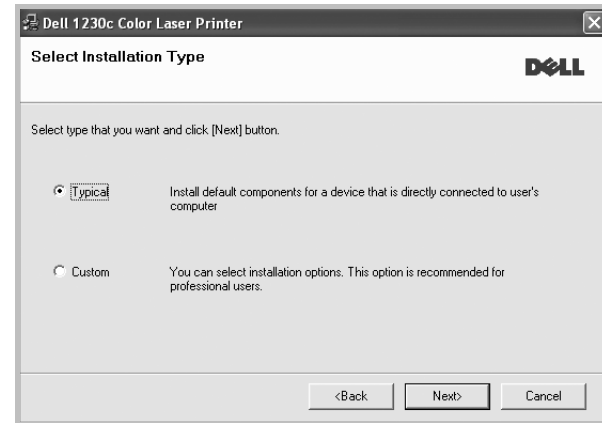 Dell 1230c Color Laser Printer
Select Installation Type
DELL
Select type that you want and click [Next] button.
Typical
Install default components for a device that is directly connected to user's
computer
Custom
You can select installation options. This option is recommended for
professional users.
<Back
Next>
Cancel